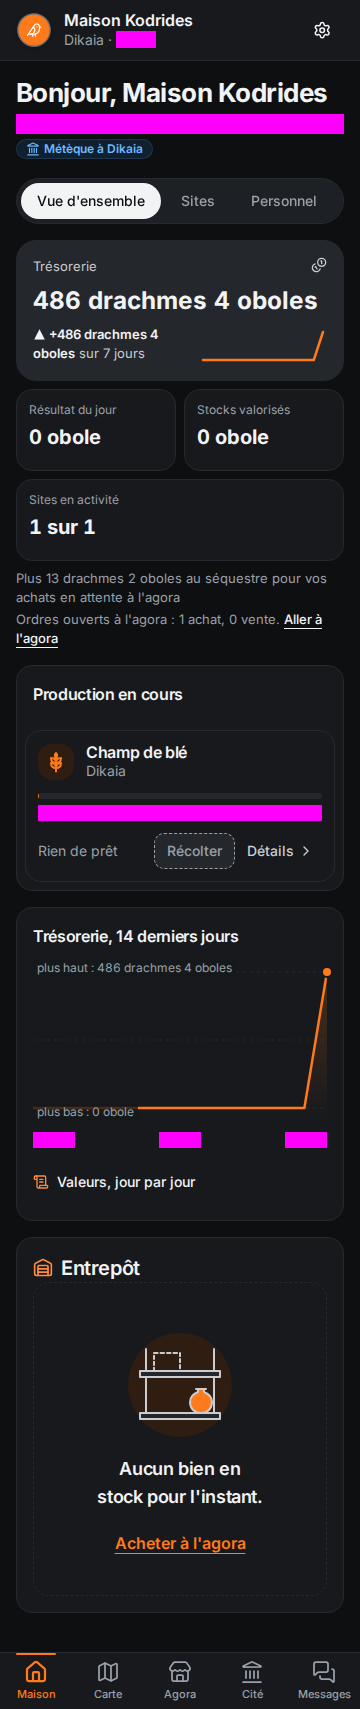 Maison Kodrides
Dikaia ·
Bonjour, Maison Kodrides
Métèque à Dikaia
Vue d'ensemble
Sites
Personnel
Trésorerie
486 drachmes 4 oboles
▲ +486 drachmes 4
oboles sur 7 jours
Résultat du jour
0 obole
Stocks valorisés
0 obole
Sites en activité
1 sur 1
Plus 13 drachmes 2 oboles au séquestre pour vos
achats en attente à l'agora
Ordres ouverts à l'agora : 1 achat, 0 vente. Aller à
l'agora
Production en cours
Champ de blé
Dikaia
Rien de prêt
Récolter
Détails
Trésorerie, 14 derniers jours
plus haut : 486 drachmes 4 oboles
plus bas : 0 obole
Valeurs, jour par jour
Entrepôt
Aucun bien en
stock pour l'instant.
Acheter à l'agora
Maison
Carte
Agora
Cité
Messages